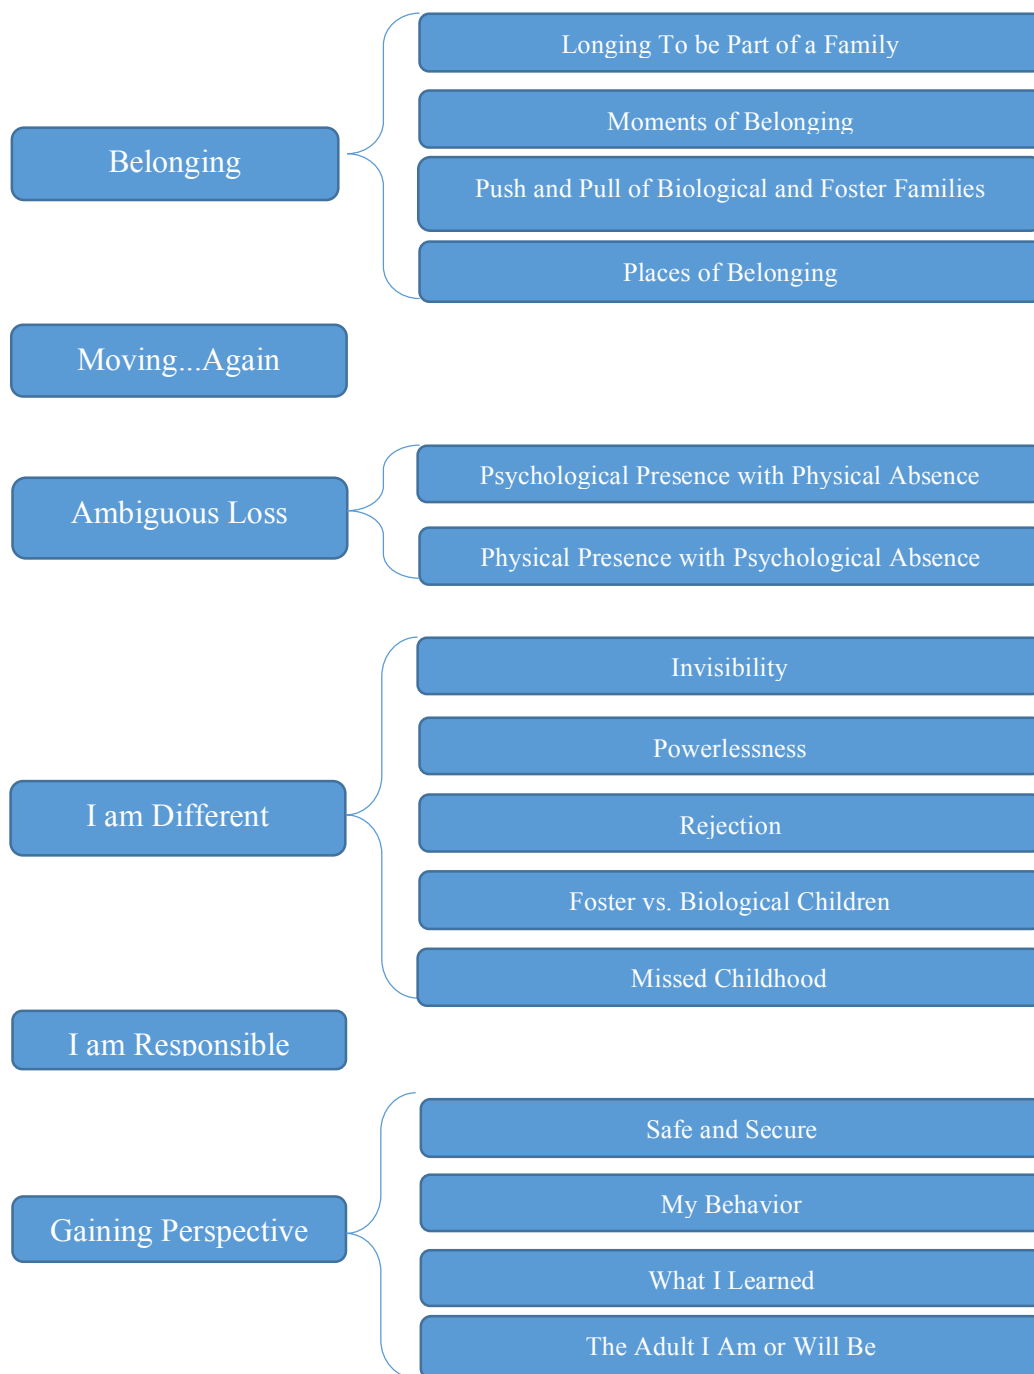 Belonging
Longing To be Part of a Family
Moments of Belonging
Push and Pull of Biological and Foster Families
Places of Belonging
Moving...Again
Ambiguous Loss
Psychological Presence with Physical Absence
Physical Presence with Psychological Absence
I am Different
Invisibility
Powerlessness
Rejection
Foster vs. Biological Children
Missed Childhood
I am Responsible
Gaining Perspective
Safe and Secure
My Behavior
What I Learned
The Adult I Am or Will Be